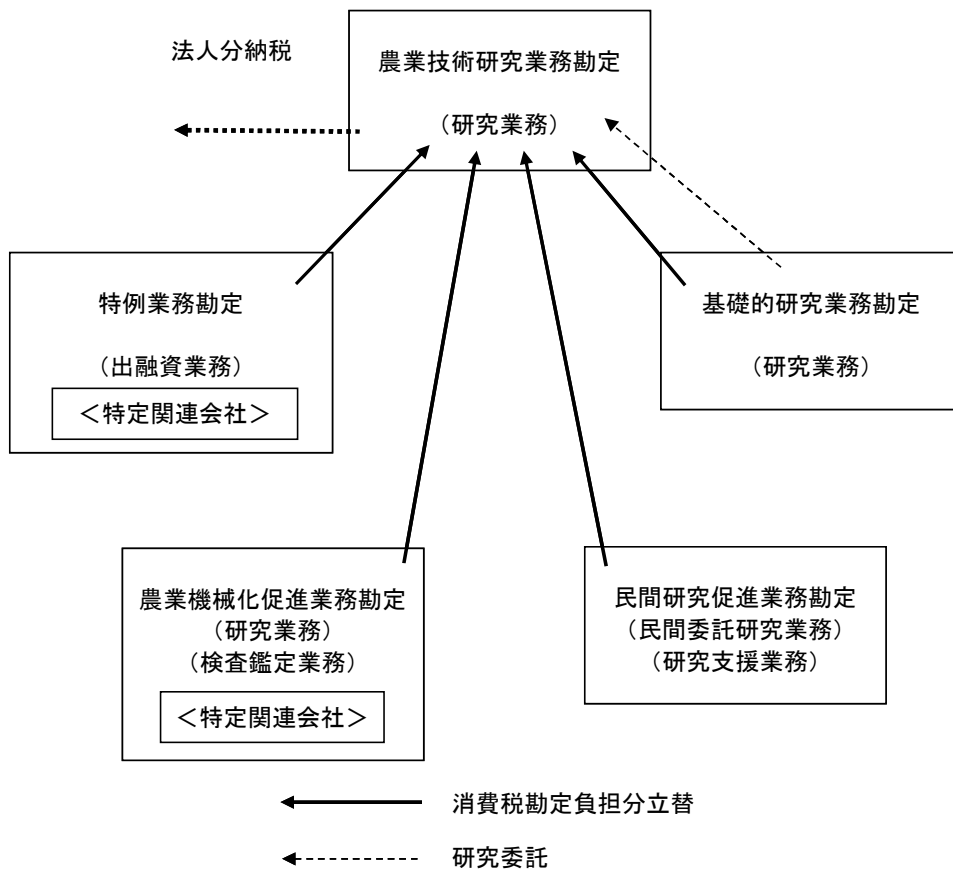 法人分納税
農業技術研究業務勘定
（研究業務）
特例業務勘定
（出融資業務）
＜特定関連会社＞
基礎的研究業務勘定
（研究業務）
農業機械化促進業務勘定
（研究業務）
（検査鑑定業務）
＜特定関連会社＞
民間研究促進業務勘定
（民間委託研究業務）
（研究支援業務）
消費税勘定負担分立替
研究委託